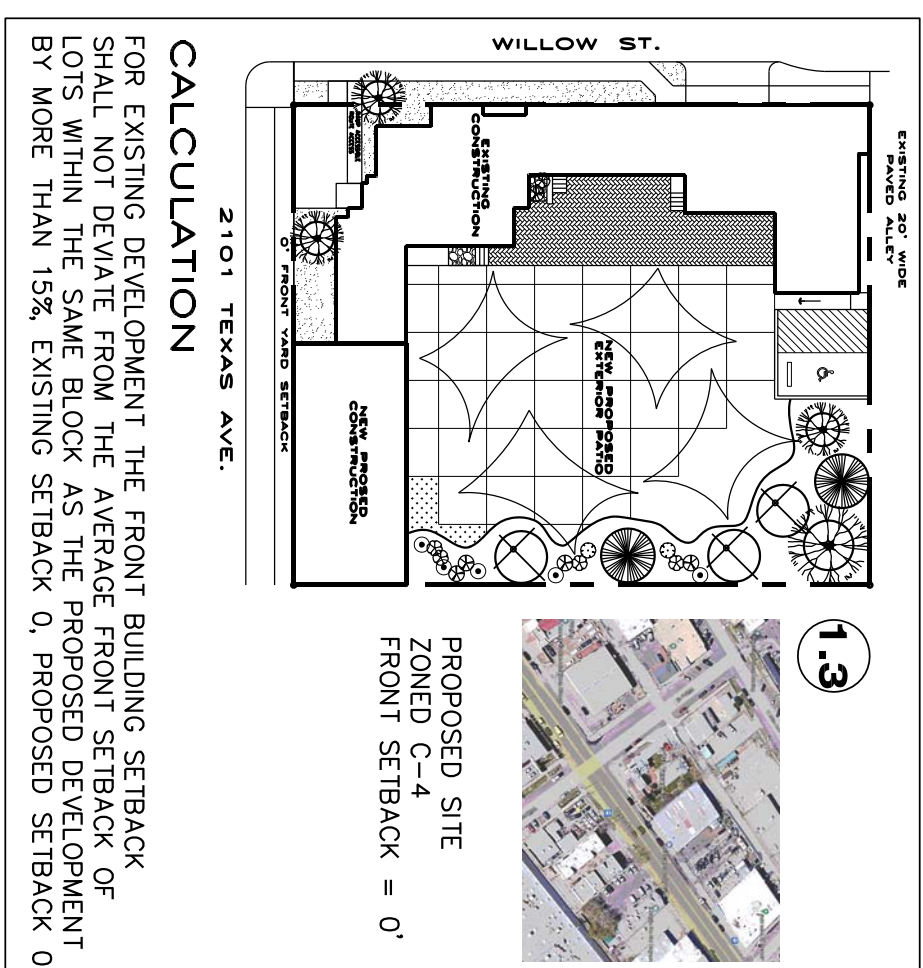 WILLOW ST.
EXISTING 20' WIDE
PAVED ALLEY
EXISTING
CONSTRUCTION
NEW PROPOSED
EXTERIOR PATIO
NEW PROSED
CONSTRUCTION
0' FRONT YARD SETBACK
2101 TEXAS AVE.
1.3
PROPOSED SITE
ZONED C-4
FRONT SETBACK = 0'
CALCULATION
FOR EXISTING DEVELOPMENT THE FRONT BUILDING SETBACK
SHALL NOT DEVIATE FROM THE AVERAGE FRONT SETBACK OF
LOTS WITHIN THE SAME BLOCK AS THE PROPOSED DEVELOPMENT
BY MORE THAN 15%, EXISTING SETBACK 0, PROPOSED SETBACK 0